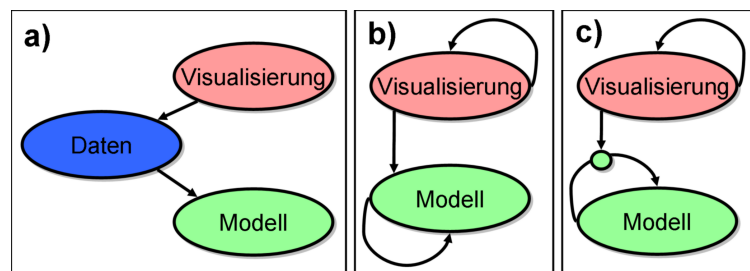 a)
Visualisierung
Daten
Modell
b)
Visualisierung
Modell
c)
Visualisierung
Modell